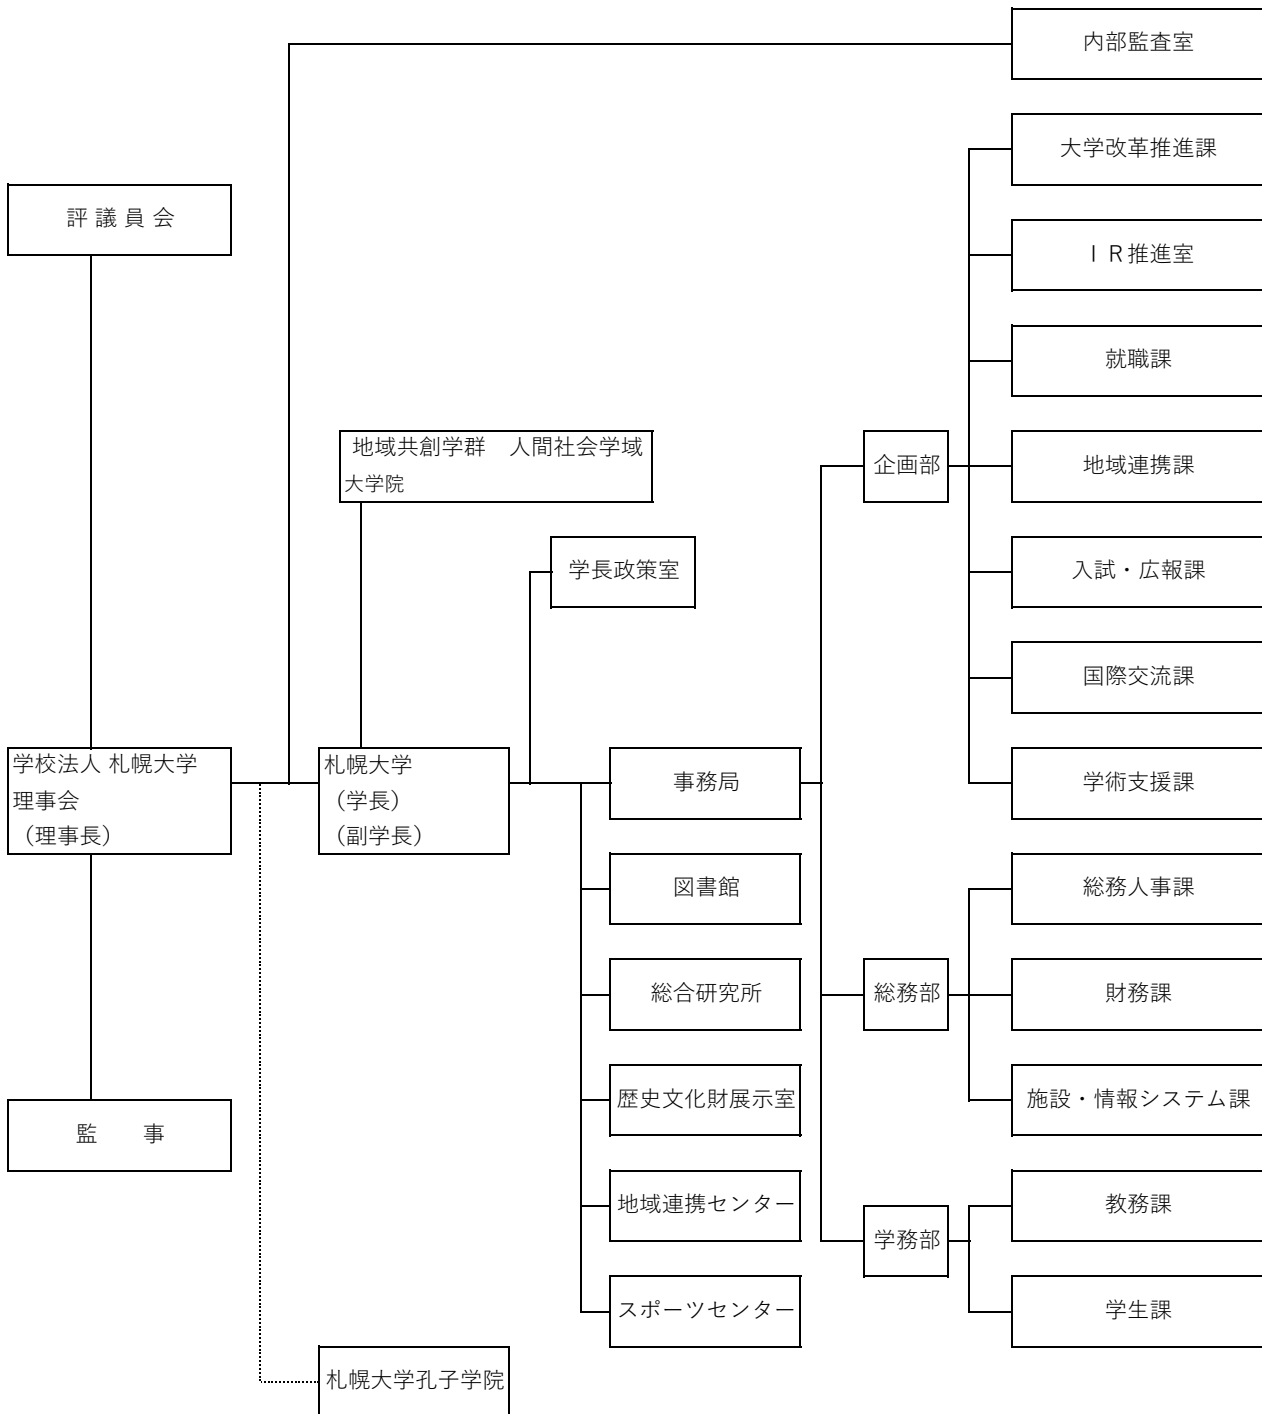 内部監査室
大学改革推進課
評 議 員 会
ＩＲ推進室
就職課
地域共創学群　人間社会学域
大学院
企画部
地域連携課
学長政策室
入試・広報課
国際交流課
学校法人 札幌大学
理事会
（理事長）
札幌大学
（学長）
（副学長）
事務局
学術支援課
図書館
総務人事課
総合研究所
総務部
財務課
歴史文化財展示室
施設・情報システム課
監　　事
地域連携センター
教務課
学務部
スポーツセンター
学生課
札幌大学孔子学院